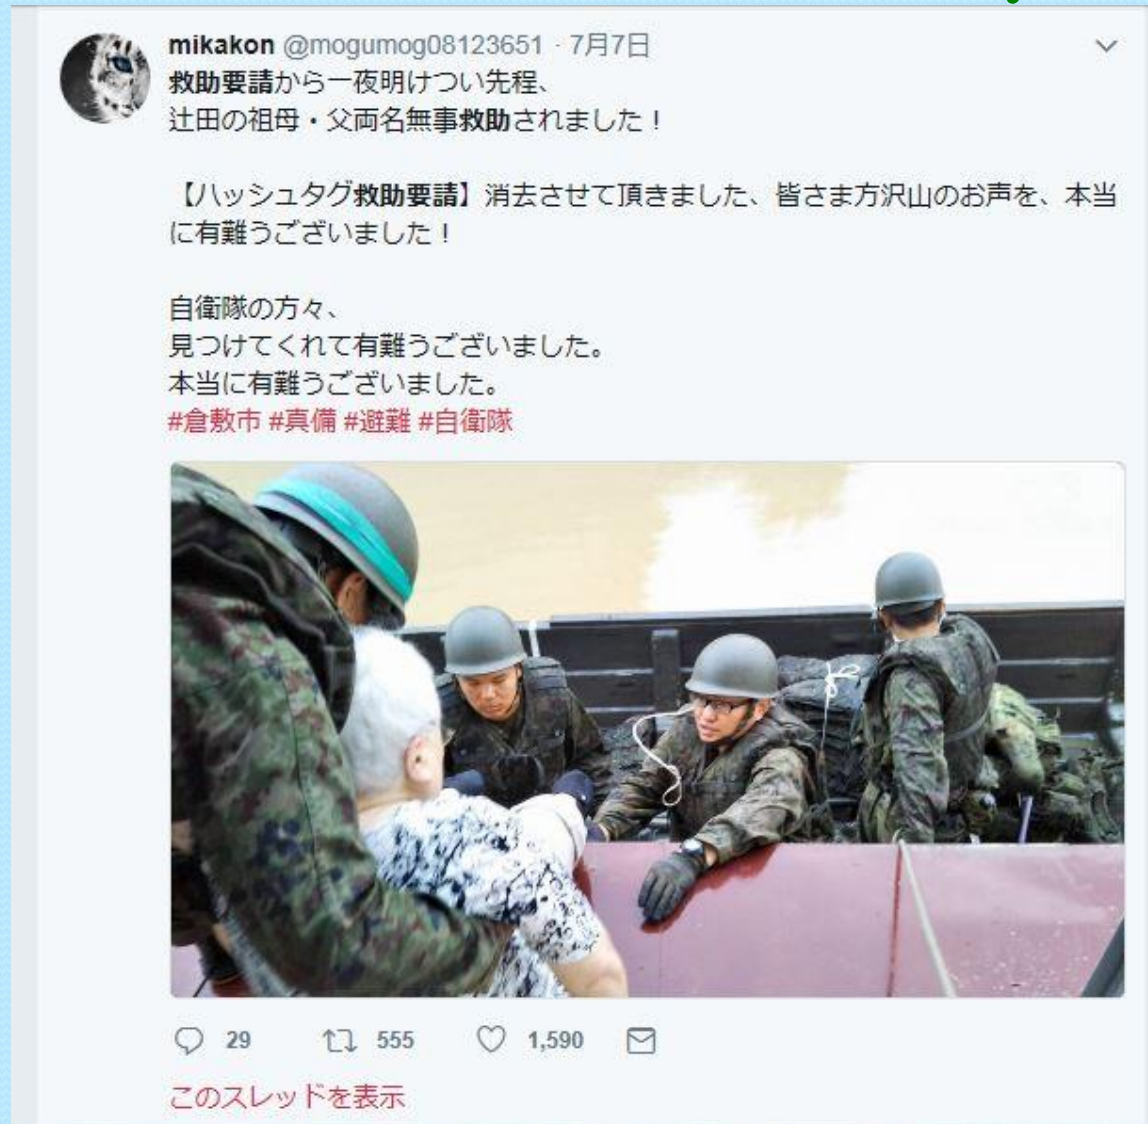 mikakon @mogumog08123651 · 7月7日
救助要請から一夜明けつい先程、
辻田の祖母・父両名無事救助されました！
【ハッシュタグ救助要請】消去させて頂きました、皆さま方沢山のお声を、本当
に有難うございました！
自衛隊の方々、
見つけてくれて有難うございました。
本当に有難うございました。
#倉敷市 #真備 #避難 #自衛隊
29 555 1,590
このスレッドを表示